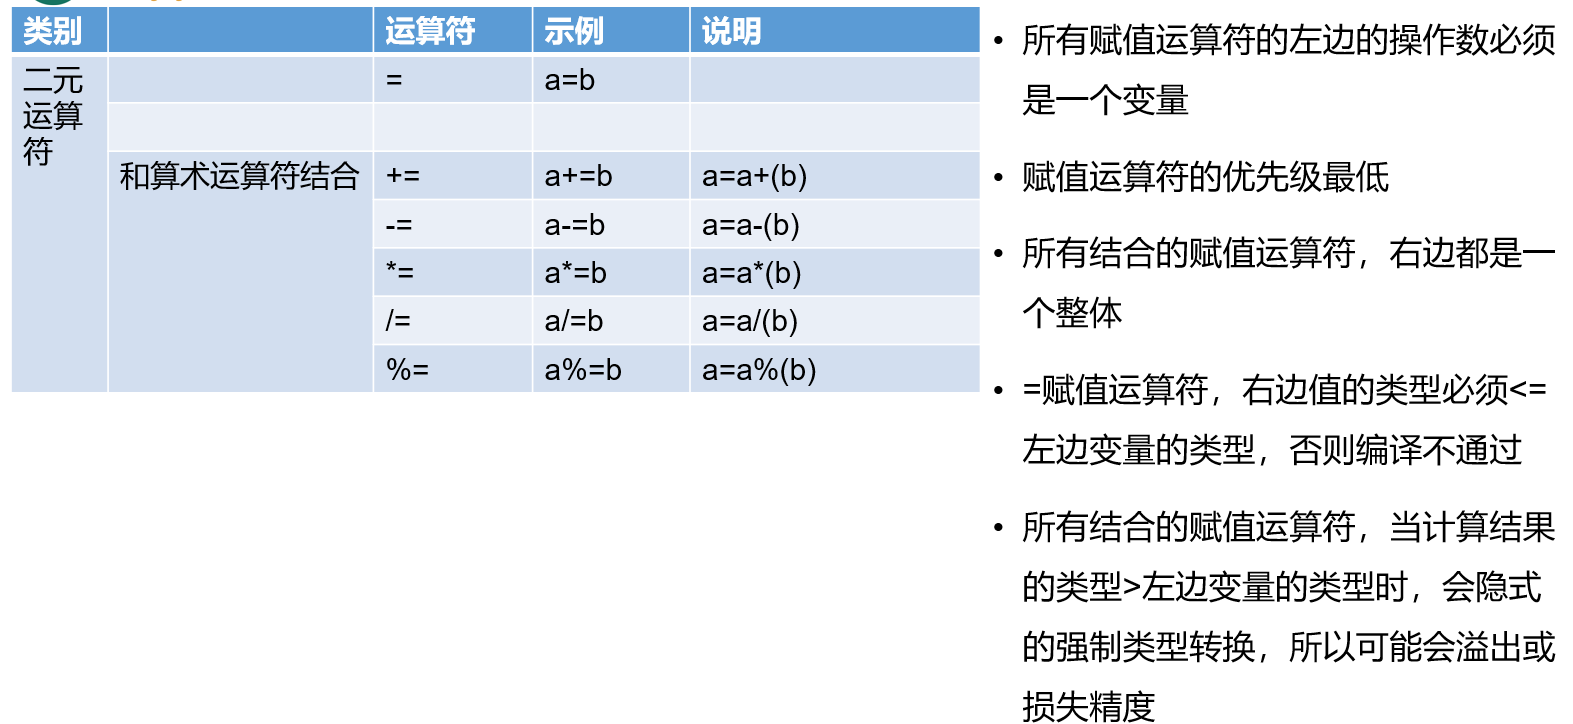 类别 运算符 示例 说明
二元
运算
符
= a=b
和算术运算符结合 += a+=b a=a+(b)
-= a-=b a=a-(b)
*= a*=b a=a*(b)
/= a/=b a=a/(b)
%= a%=b a=a%(b)
• 所有赋值运算符的左边的操作数必须
是一个变量
• 赋值运算符的优先级最低
• 所有结合的赋值运算符，右边都是一
个整体
• =赋值运算符，右边值的类型必须<=
左边变量的类型，否则编译不通过
• 所有结合的赋值运算符，当计算结果
的类型>左边变量的类型时，会隐式
的强制类型转换，所以可能会溢出或
损失精度